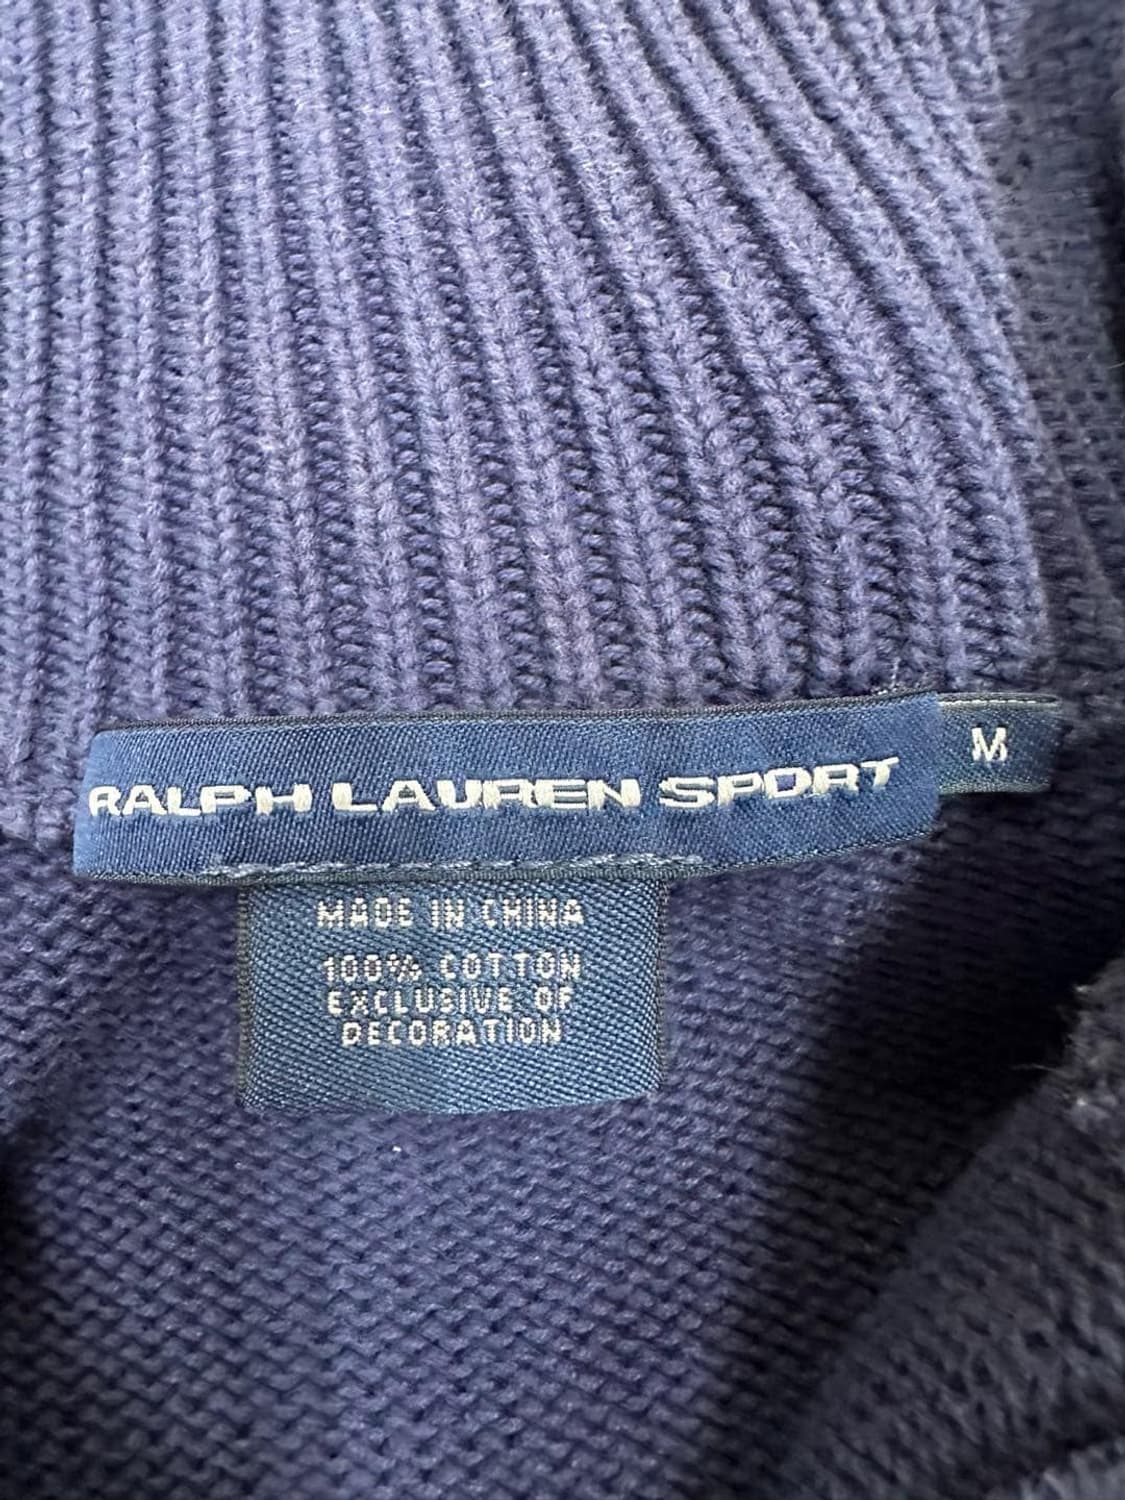 RALPH LAUREN SPORT
M
MADE IN CHINA
100% COTTON
EXCLUSIVE OF
DECORATION